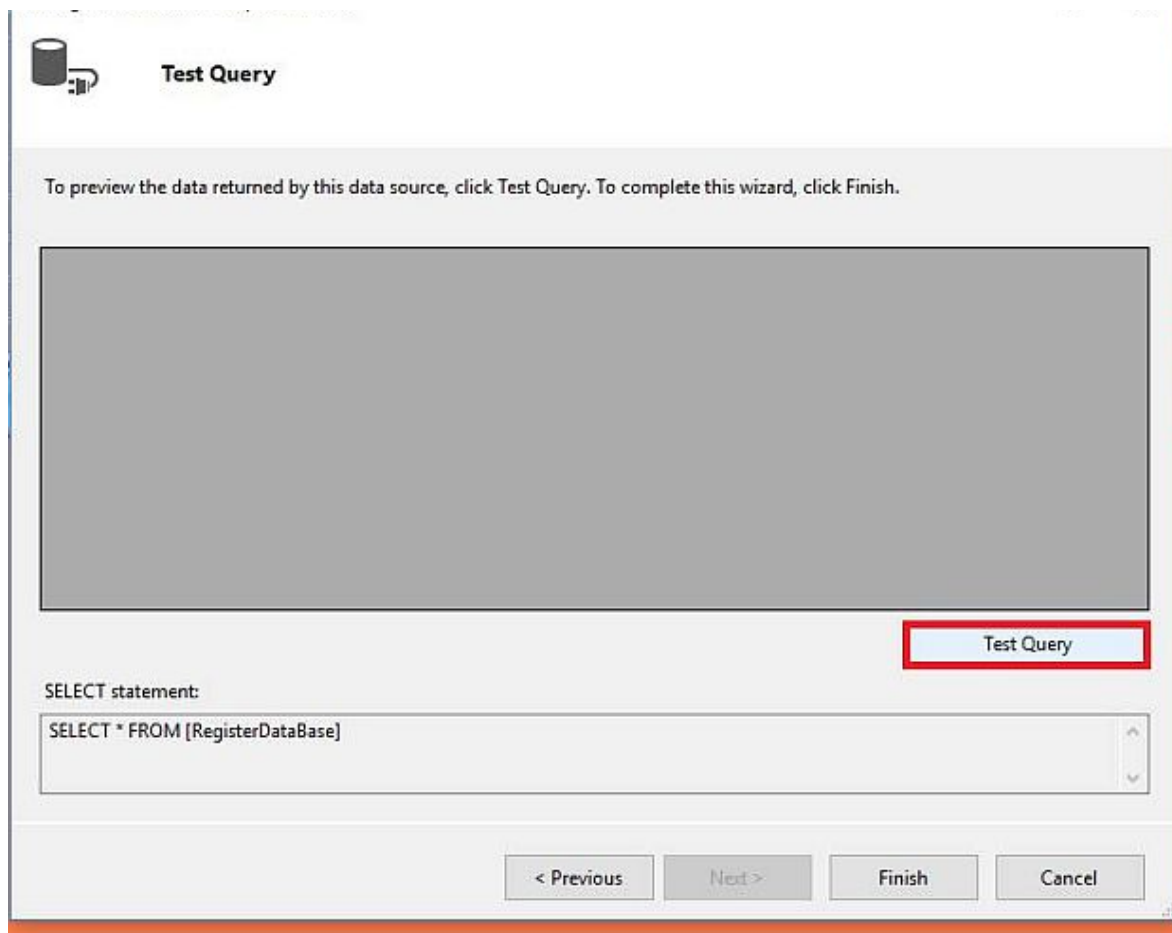 Test Query
To preview the data returned by this data source, click Test Query. To complete this wizard, click Finish.
Test Query
SELECT statement:
SELECT * FROM [RegisterDataBase]
< Previous
Next >
Finish
Cancel